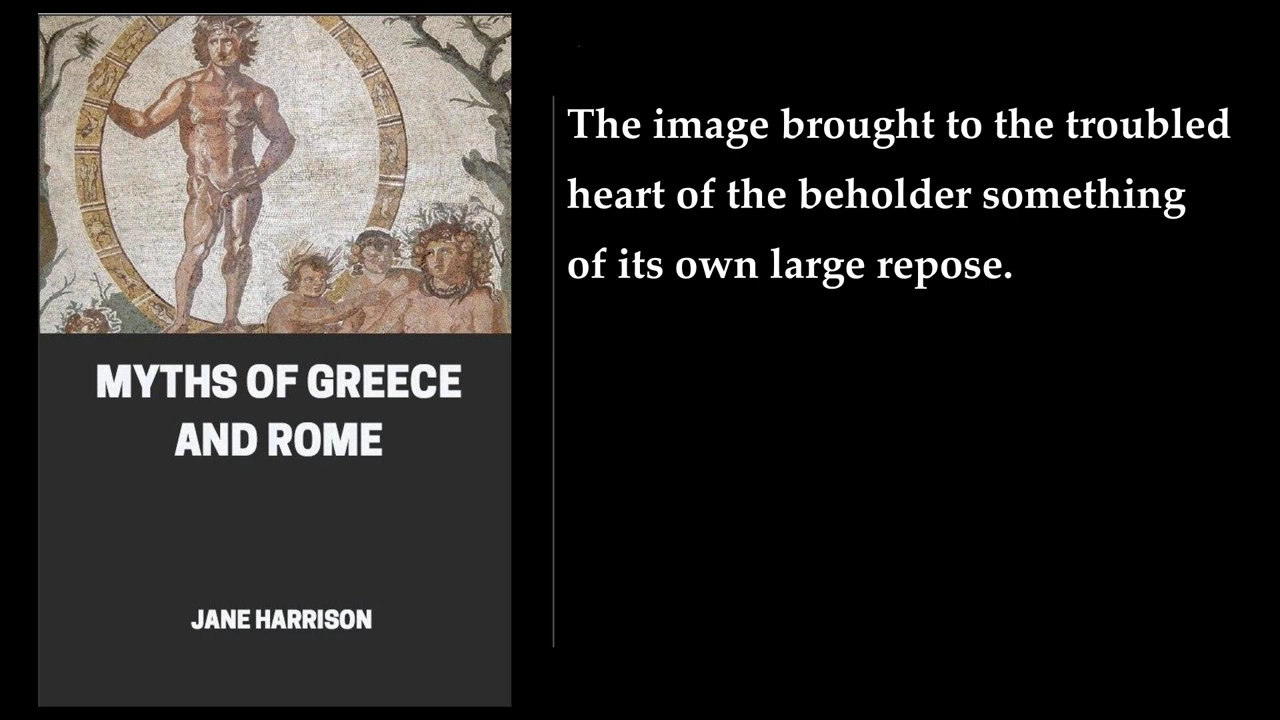 MYTHS OF GREECE
AND ROME
JANE HARRISON
The image brought to the troubled
heart of the beholder something
of its own large repose.